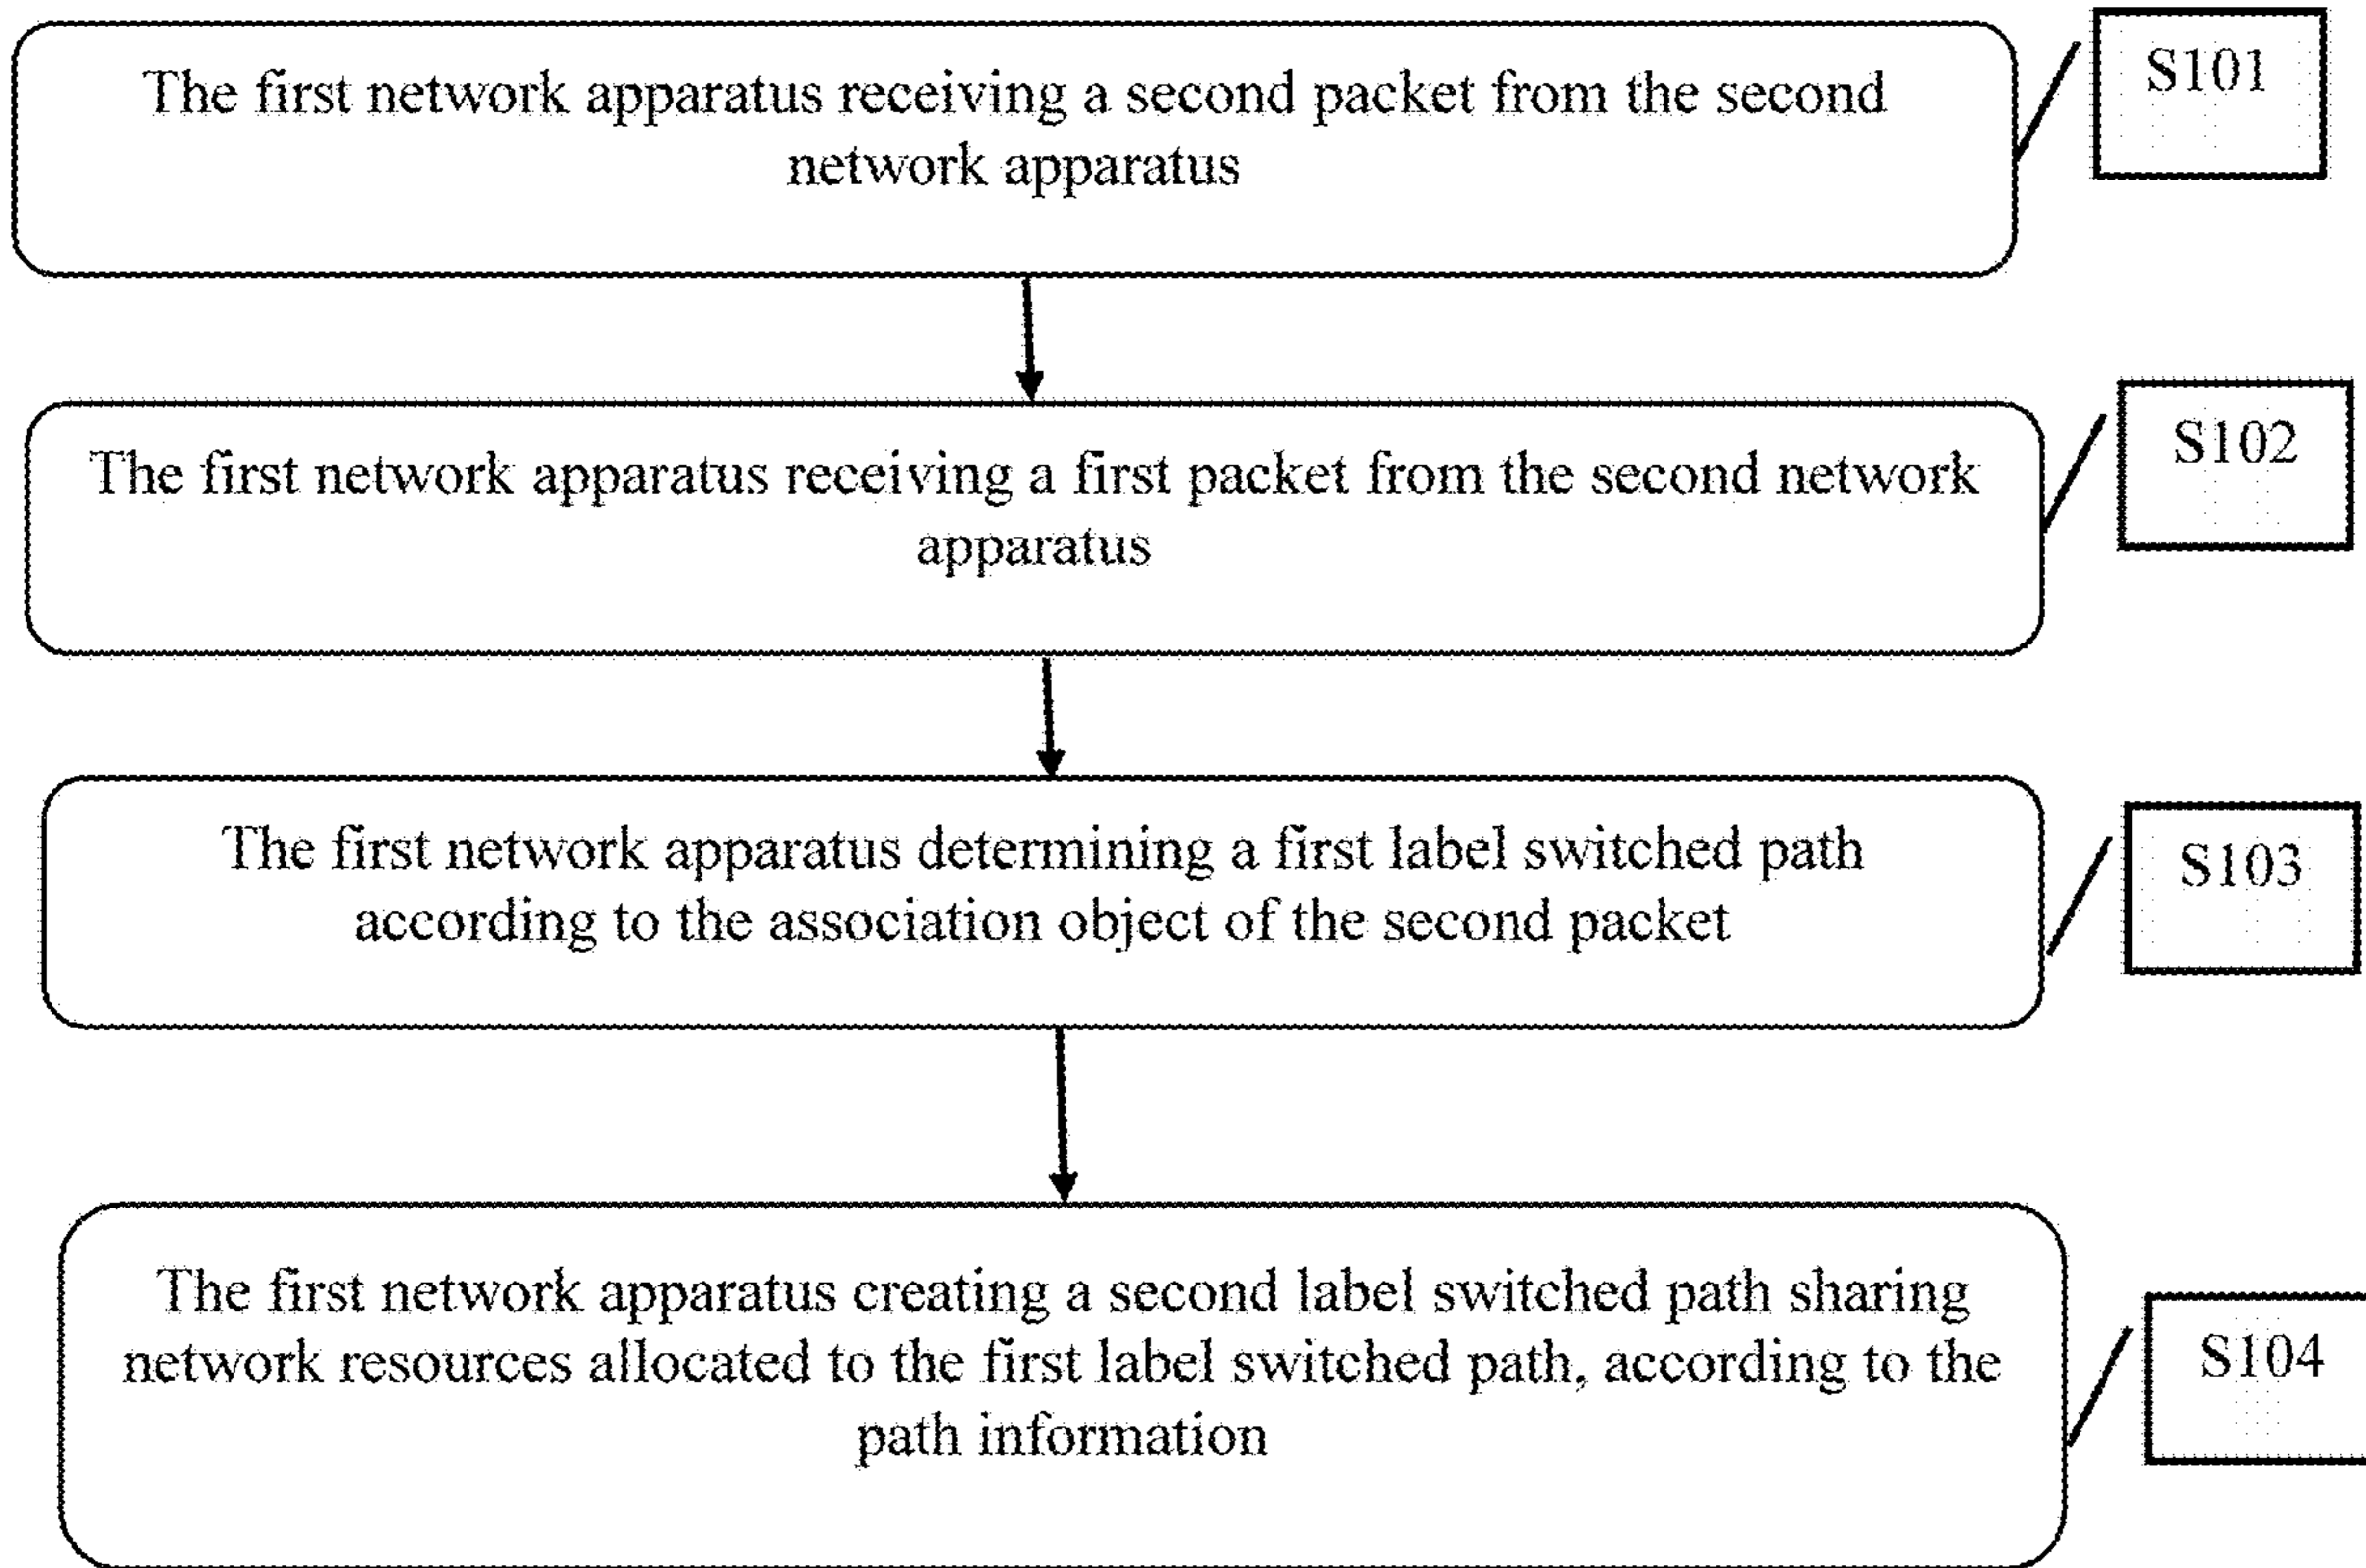 The first network apparatus receiving a second packet from the second
network apparatus
S101
The first network apparatus receiving a first packet from the second network
apparatus
S102
The first network apparatus determining a first label switched path
according to the association object of the second packet
S103
The first network apparatus creating a second label switched path sharing
network resources allocated to the first label switched path, according to the
path information
S104